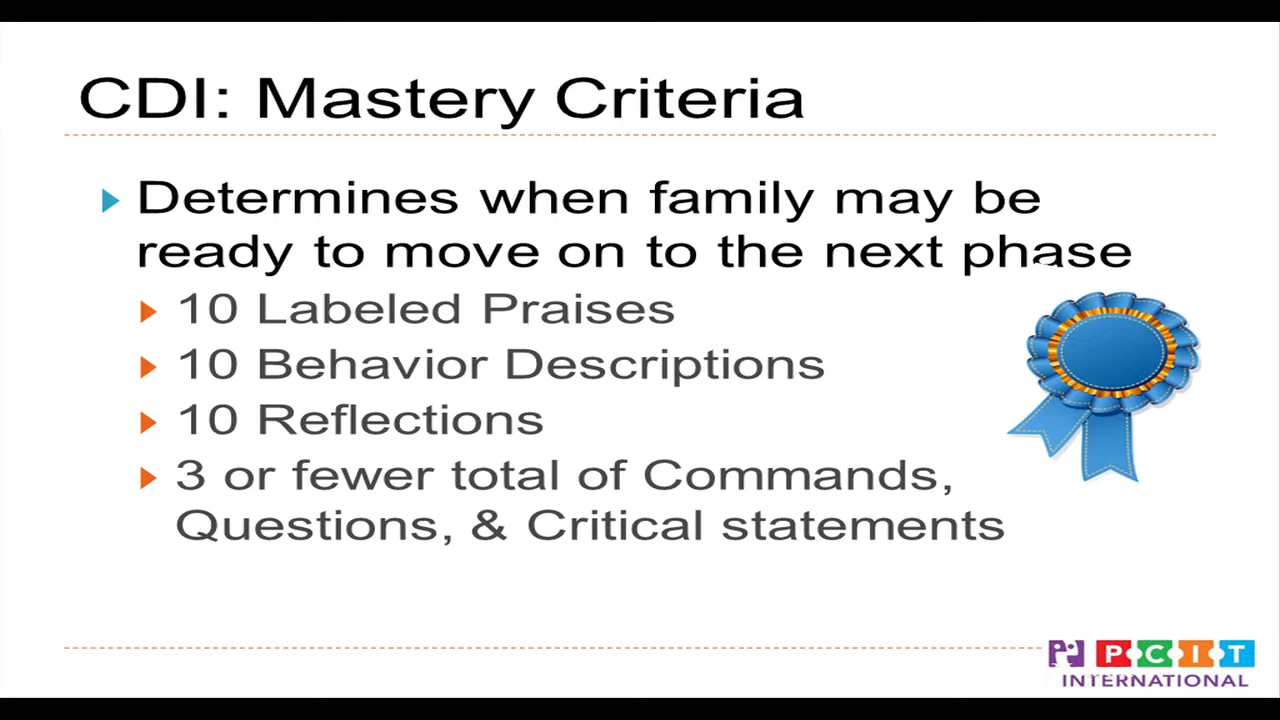 CDI: Mastery Criteria
Determines when family may be
ready to move on to the next phase
10 Labeled Praises
10 Behavior Descriptions
10 Reflections
3 or fewer total of Commands,
Questions, & Critical statements
PCIT
INTERNATIONAL